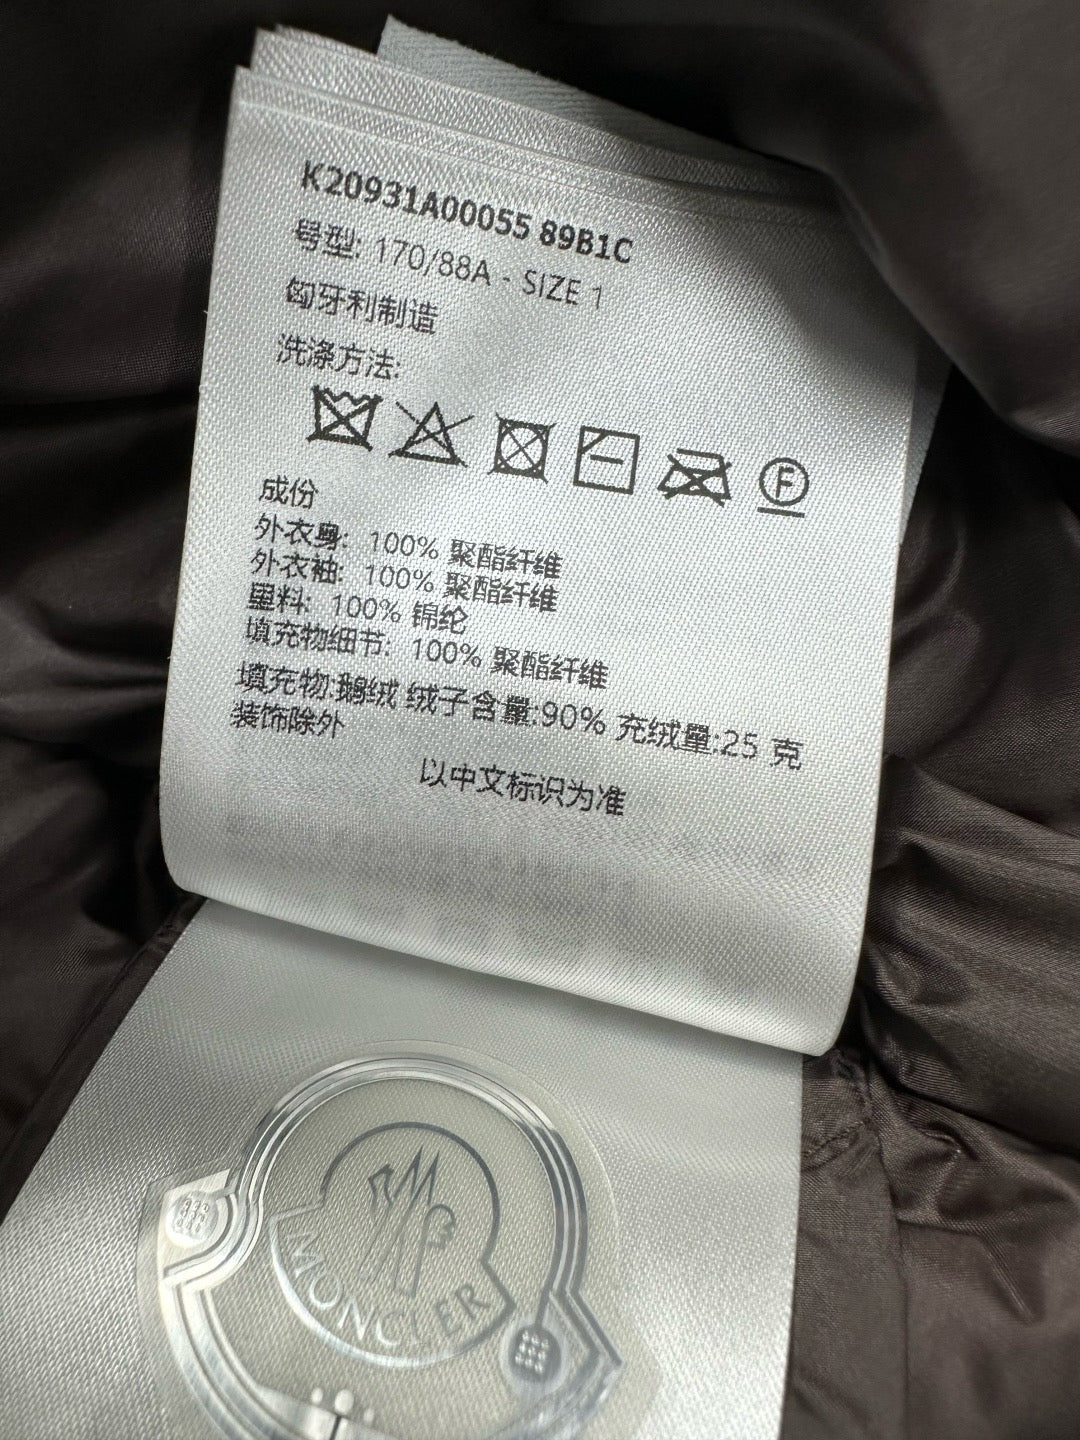 K20931A00055 89B1C
号型: 170/88A - SIZE 1
匈牙利制造
洗涤方法:
F
成份
外衣身: 100% 聚酯纤维
外衣袖: 100% 聚酯纤维
里料: 100% 锦纶
填充物细节: 100% 聚酯纤维
填充物:鹅绒 绒子含量:90% 充绒量:25 克
装饰除外
以中文标识为准
MONCLER